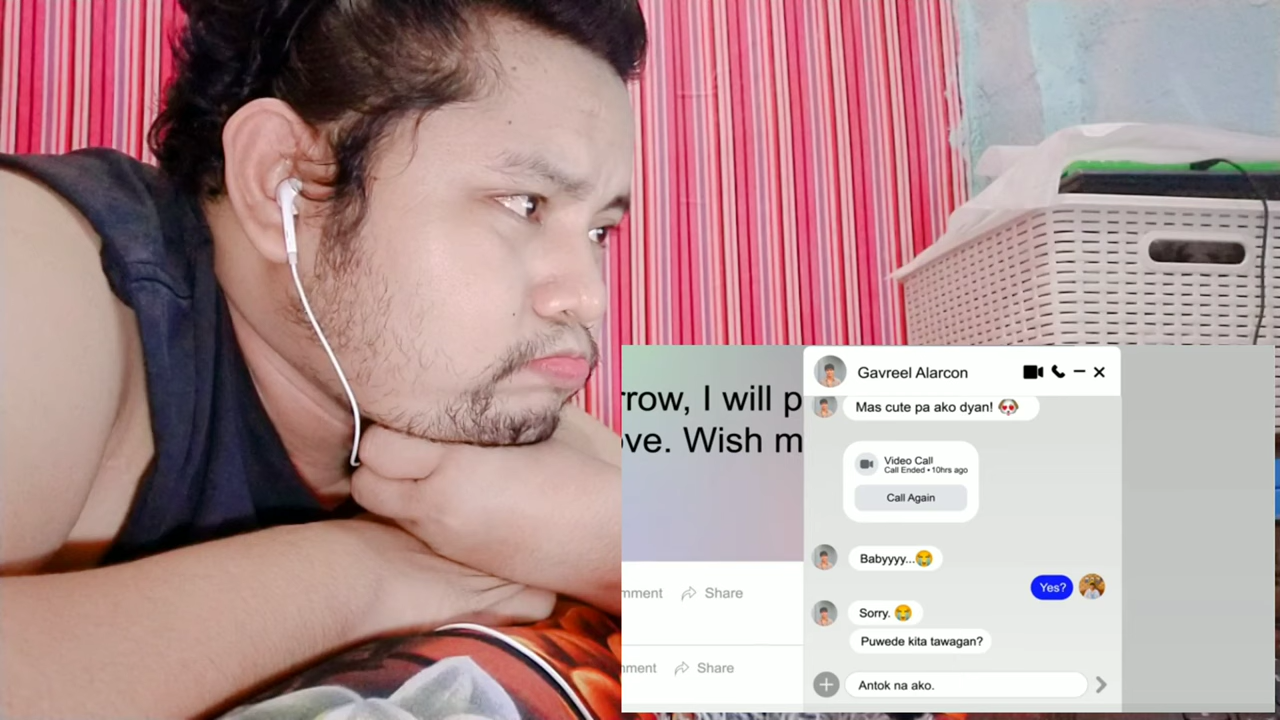 rrow, I will p
ove. Wish m
mment
Share
mment
Share
Gavreel Alarcon
Mas cute pa ako dyan!
Video Call
Call Ended • 10hrs ago
Call Again
Babyyyy...😭
Yes?
Sorry. 😭
Puwede kita tawagan?
Antok na ako.